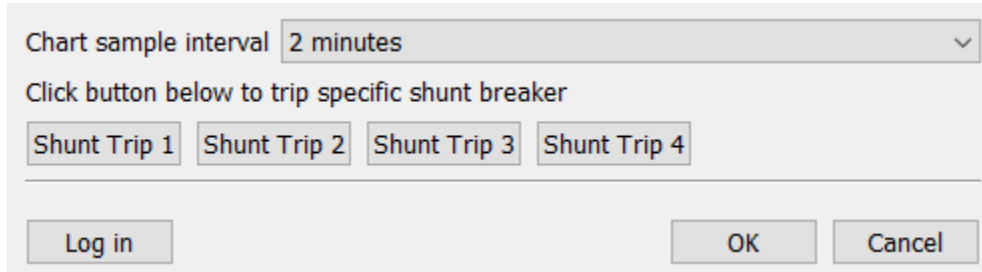 Chart sample interval 2 minutes
Click button below to trip specific shunt breaker
Shunt Trip 1 Shunt Trip 2 Shunt Trip 3 Shunt Trip 4
Log in OK Cancel